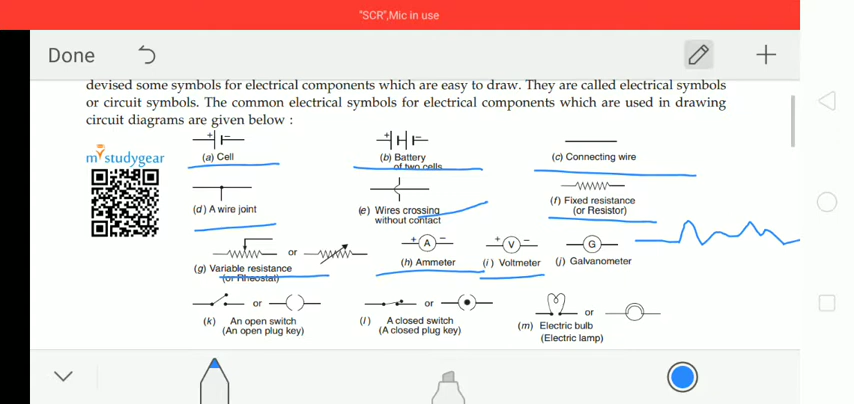 "SCR",Mic in use
Done
devised some symbols for electrical components which are easy to draw. They are called electrical symbols
or circuit symbols. The common electrical symbols for electrical components which are used in drawing
circuit diagrams are given below :
mystudygear
(a) Cell
(b) Battery
of two cells
(c) Connecting wire
(d) A wire joint
(e) Wires crossing
without contact
(f) Fixed resistance
(or Resistor)
or
A
V
G
(g) Variable resistance
(or Rheostat)
(h) Ammeter
(i) Voltmeter
(j) Galvanometer
or
or
or
(k) An open switch
(An open plug key)
(l) A closed switch
(A closed plug key)
(m) Electric bulb
(Electric lamp)